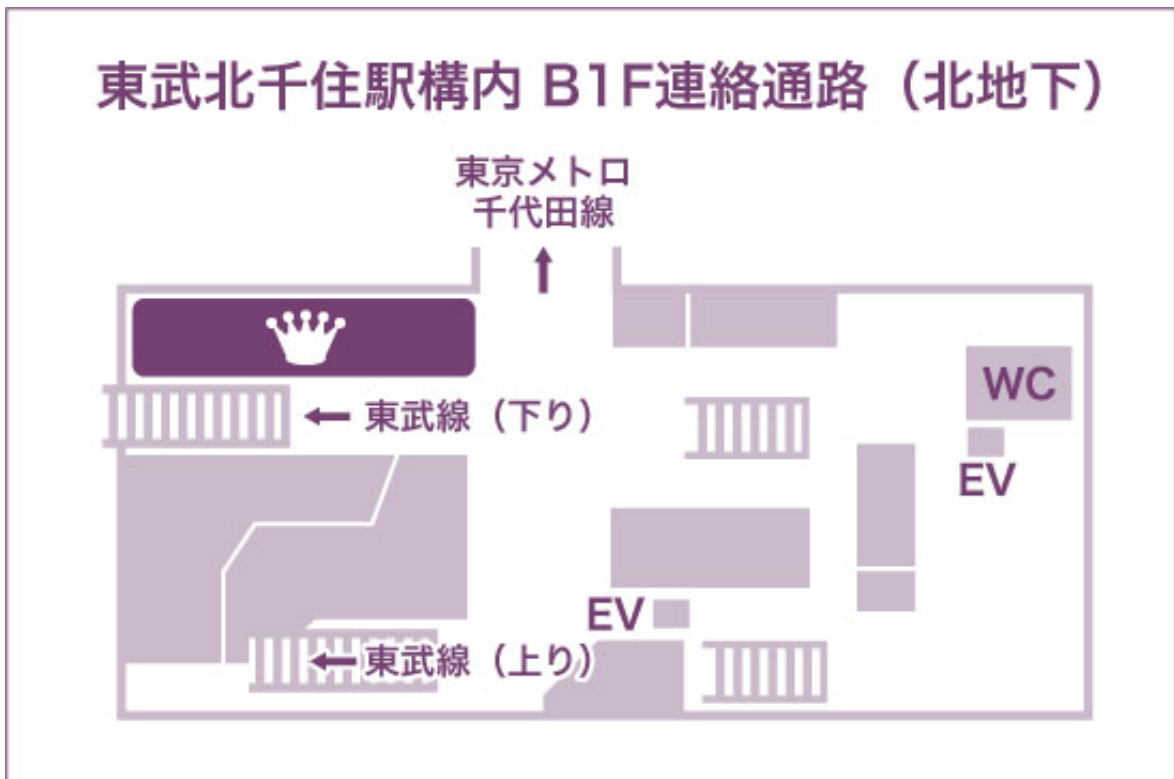 東武北千住駅構内 B1F連絡通路（北地下）
東京メトロ
千代田線
WC
東武線（下り）
EV
EV
東武線（上り）